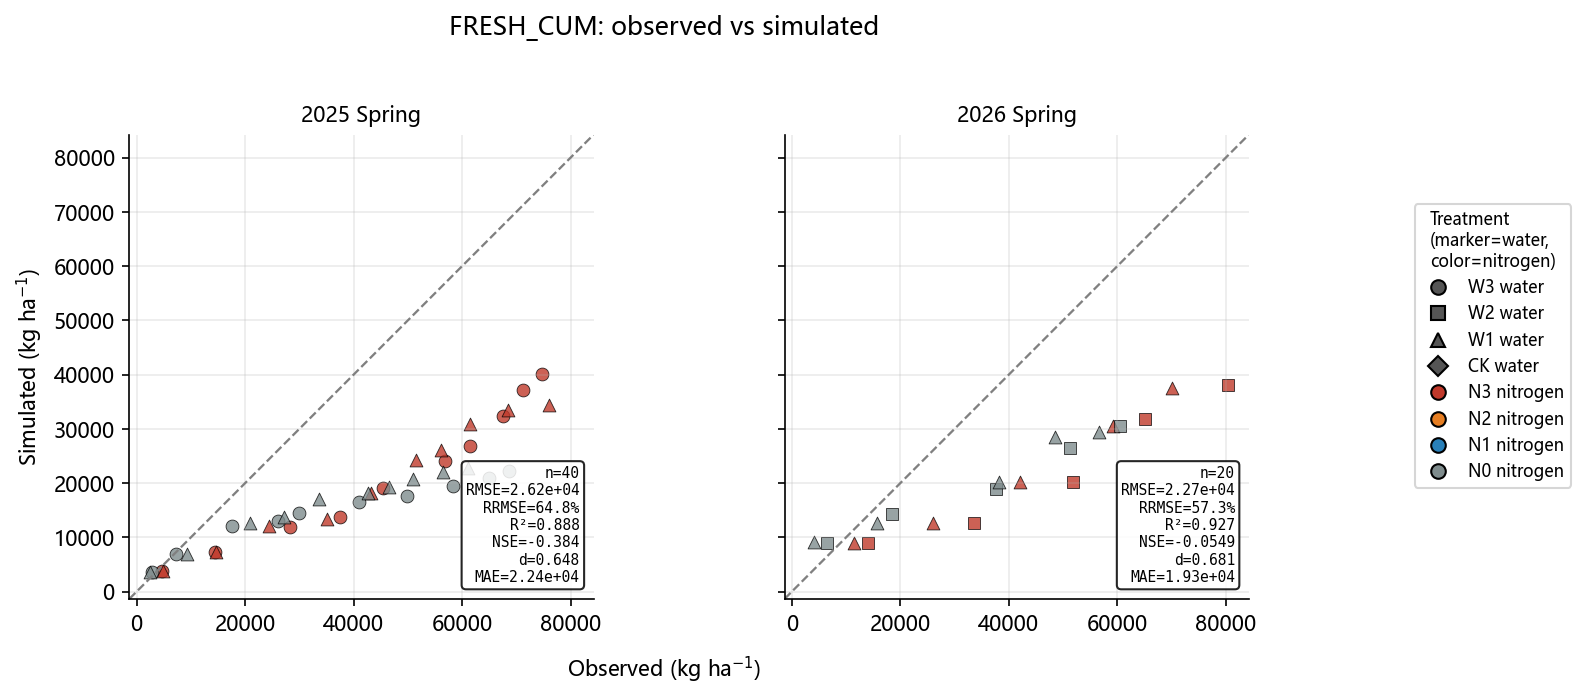 FRESH_CUM: observed vs simulated
2025 Spring
2026 Spring
Simulated (kg ha⁻¹)
80000
70000
60000
50000
40000
30000
20000
10000
0
n=40
RMSE=2.62e+04
RRMSE=64.8%
R²=0.888
NSE=-0.384
d=0.648
MAE=2.24e+04
n=20
RMSE=2.27e+04
RRMSE=57.3%
R²=0.927
NSE=-0.0549
d=0.681
MAE=1.93e+04
0 20000 40000 60000 80000
0 20000 40000 60000 80000
Observed (kg ha⁻¹)
Treatment
(marker=water,
color=nitrogen)
W3 water
W2 water
W1 water
CK water
N3 nitrogen
N2 nitrogen
N1 nitrogen
N0 nitrogen